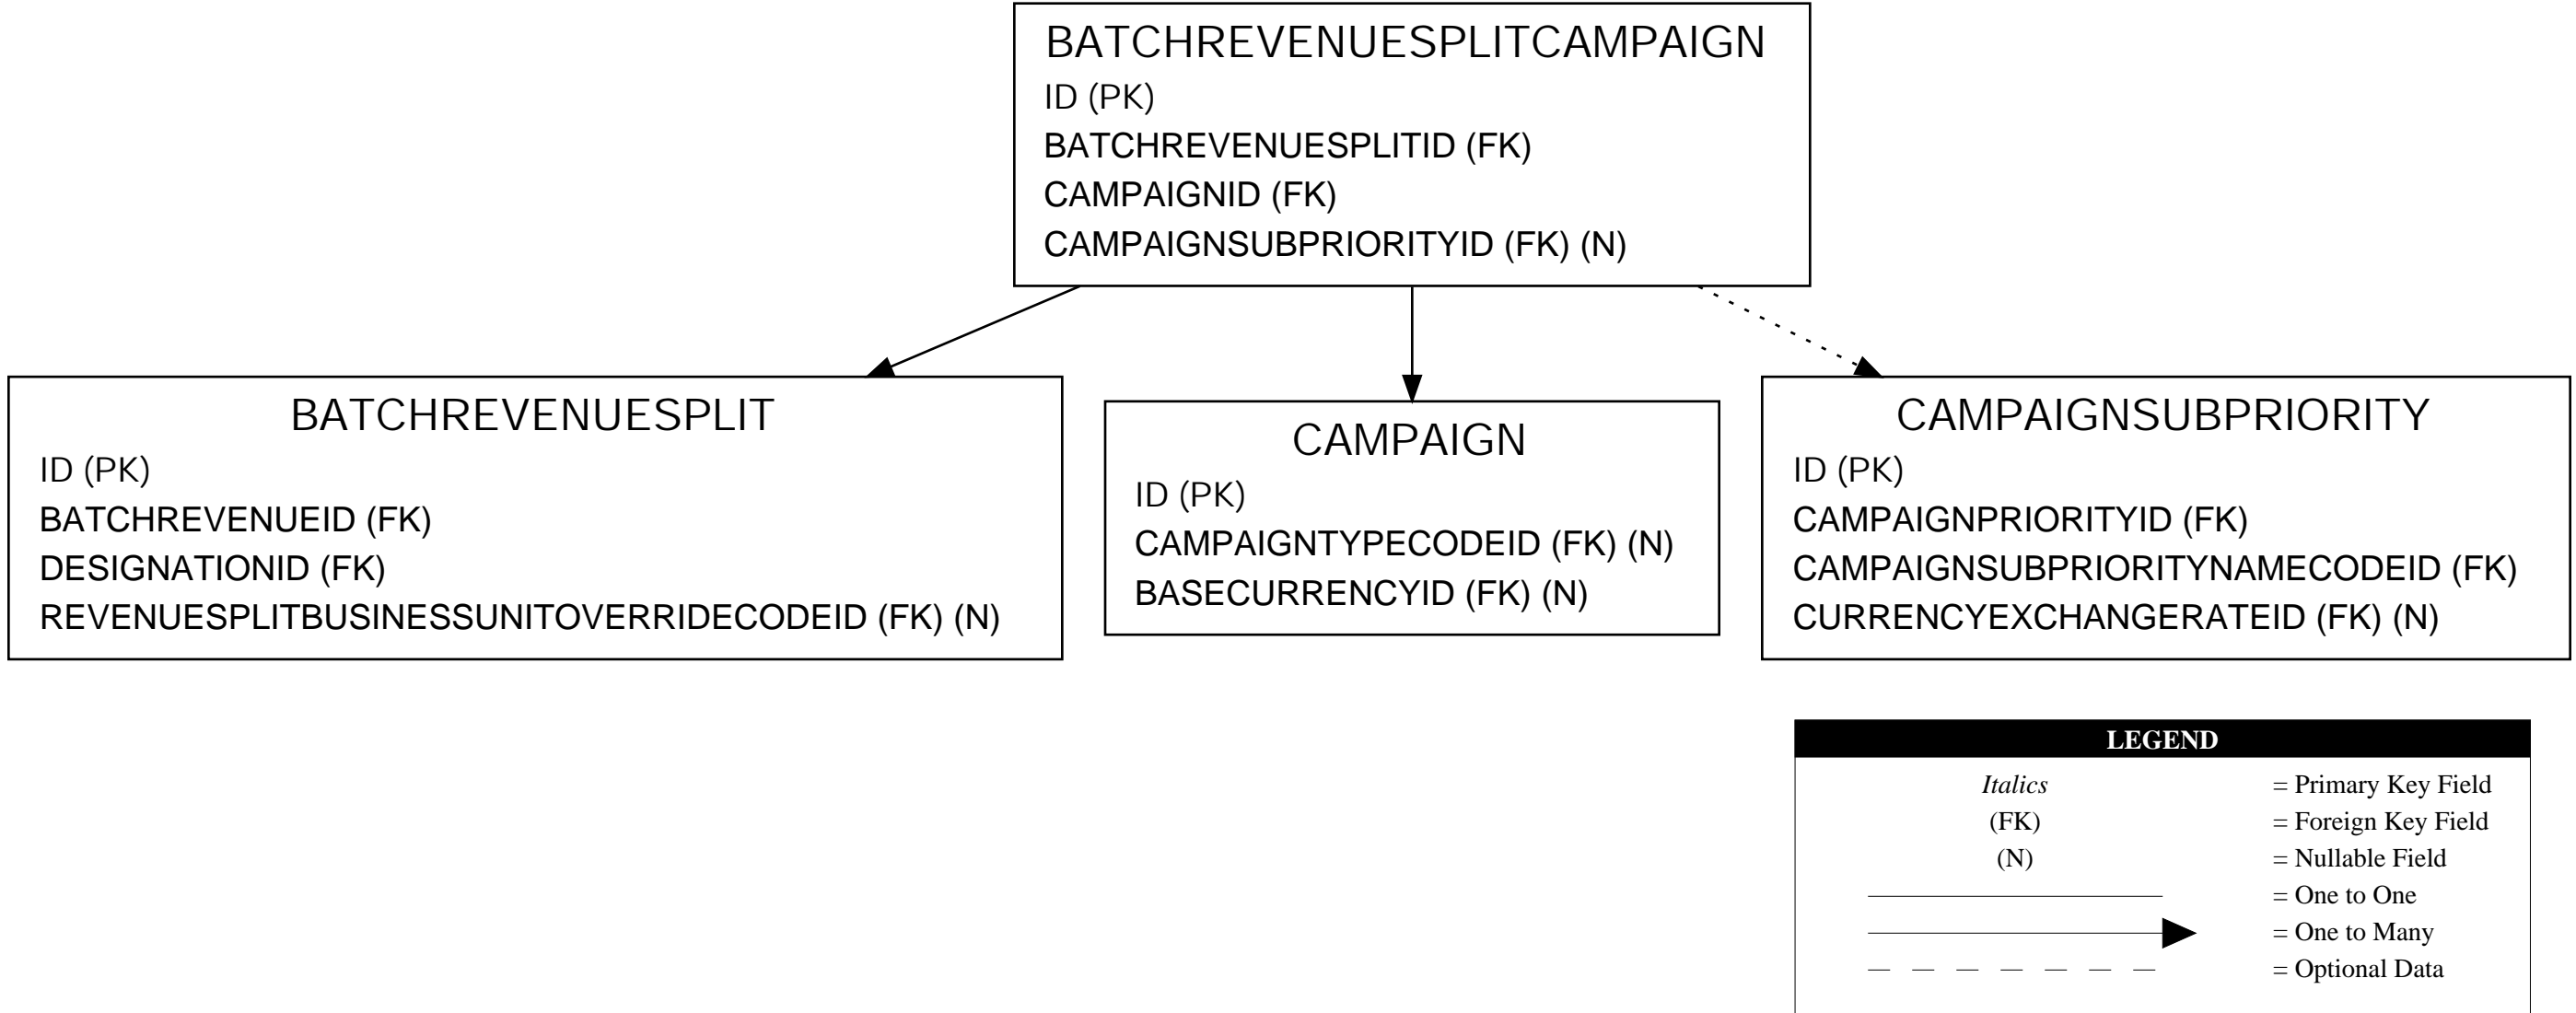 BATCHREVENUESPLITCAMPAIGN
ID (PK)
BATCHREVENUESPLITID (FK)
CAMPAIGNID (FK)
CAMPAIGNSUBPRIORITYID (FK) (N)
BATCHREVENUESPLIT
ID (PK)
BATCHREVENUEID (FK)
DESIGNATIONID (FK)
REVENUESPLITBUSINESSUNITOVERRIDECODEID (FK) (N)
CAMPAIGN
ID (PK)
CAMPAIGNTYPECODEID (FK) (N)
BASECURRENCYID (FK) (N)
CAMPAIGNSUBPRIORITY
ID (PK)
CAMPAIGNPRIORITYID (FK)
CAMPAIGNSUBPRIORITYNAMECODEID (FK)
CURRENCYEXCHANGERATEID (FK) (N)
LEGEND
Italics = Primary Key Field
(FK) = Foreign Key Field
(N) = Nullable Field
= One to One
= One to Many
= Optional Data